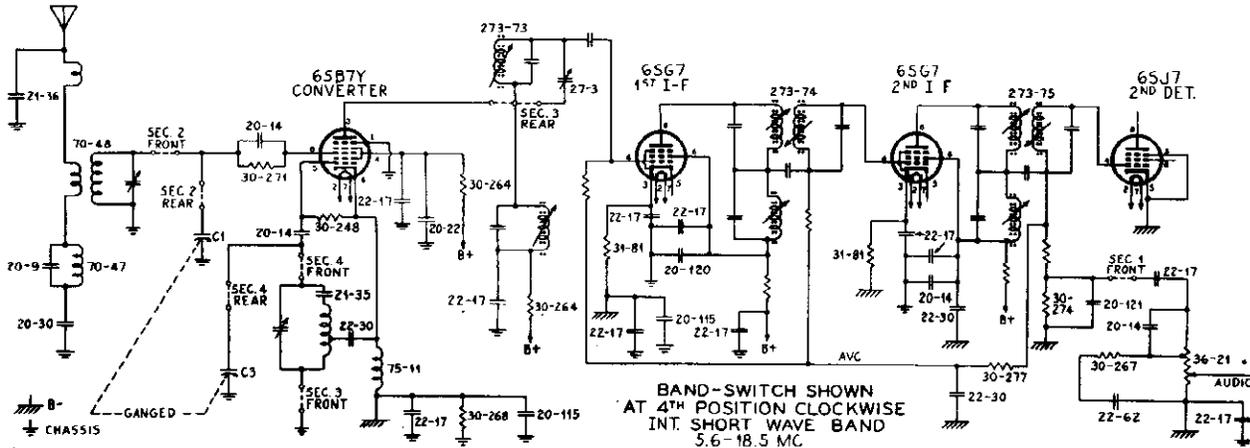 273-73
6SB7Y
CONVERTER
6SG7
1ST I-F
273-74
6SG7
2ND I F
273-75
6SJ7
2ND DET.
21-36
27-3
SEC. 3
REAR
70-48
SEC. 2
FRONT
20-14
30-271
SEC. 2
REAR
22-17
20-22
30-264
B+
C1
20-14
30-248
20-9
70-47
20-30
SEC. 4
FRONT
SEC. 4
REAR
21-35
22-30
C3
SEC. 3
FRONT
75-11
22-17
30-264
B+
22-17
22-17
31-81
20-120
22-17
20-115
22-17
B+
31-81
22-17
20-14
22-30
B+
SEC. 1
FRONT
22-17
30-
274
20-121
20-14
36-21
30-267
AUDIO
22-62
22-17
AVC
30-277
22-30
B-
CHASSIS
GANGED
22-17
30-268
20-115
BAND-SWITCH SHOWN
AT 4TH POSITION CLOCKWISE
INT. SHORT WAVE BAND
5.6-18.5 MC